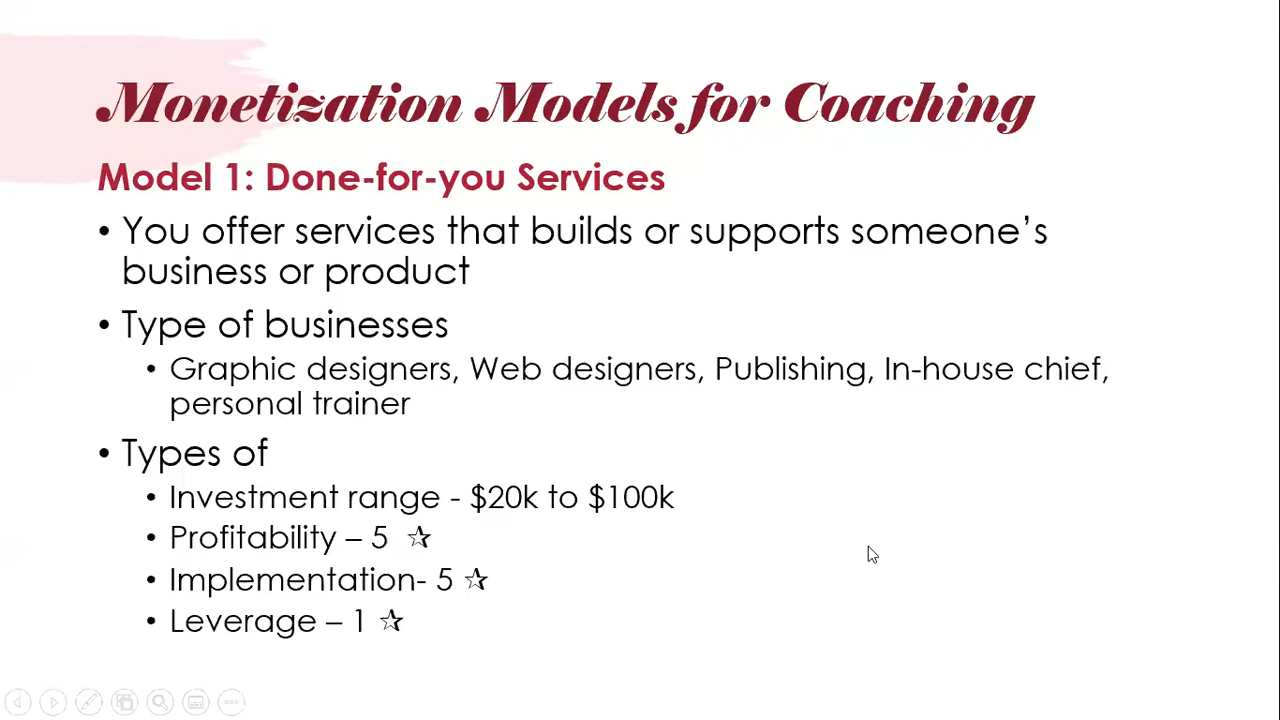 Monetization Models for Coaching
Model 1: Done-for-you Services
• You offer services that builds or supports someone’s
business or product
• Type of businesses
• Graphic designers, Web designers, Publishing, In-house chief,
personal trainer
• Types of
• Investment range - $20k to $100k
• Profitability – 5 ☆
• Implementation- 5 ☆
• Leverage – 1 ☆